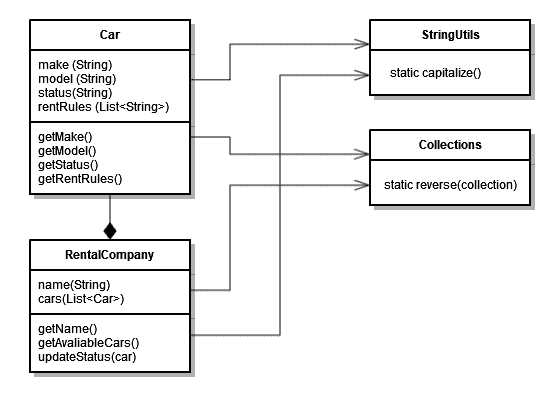 Car
make (String)
model (String)
status(String)
rentRules (List<String>)
getMake()
getModel()
getStatus()
getRentRules()
StringUtils
static capitalize()
Collections
static reverse(collection)
RentalCompany
name(String)
cars(List<Car>)
getName()
getAvaliableCars()
updateStatus(car)